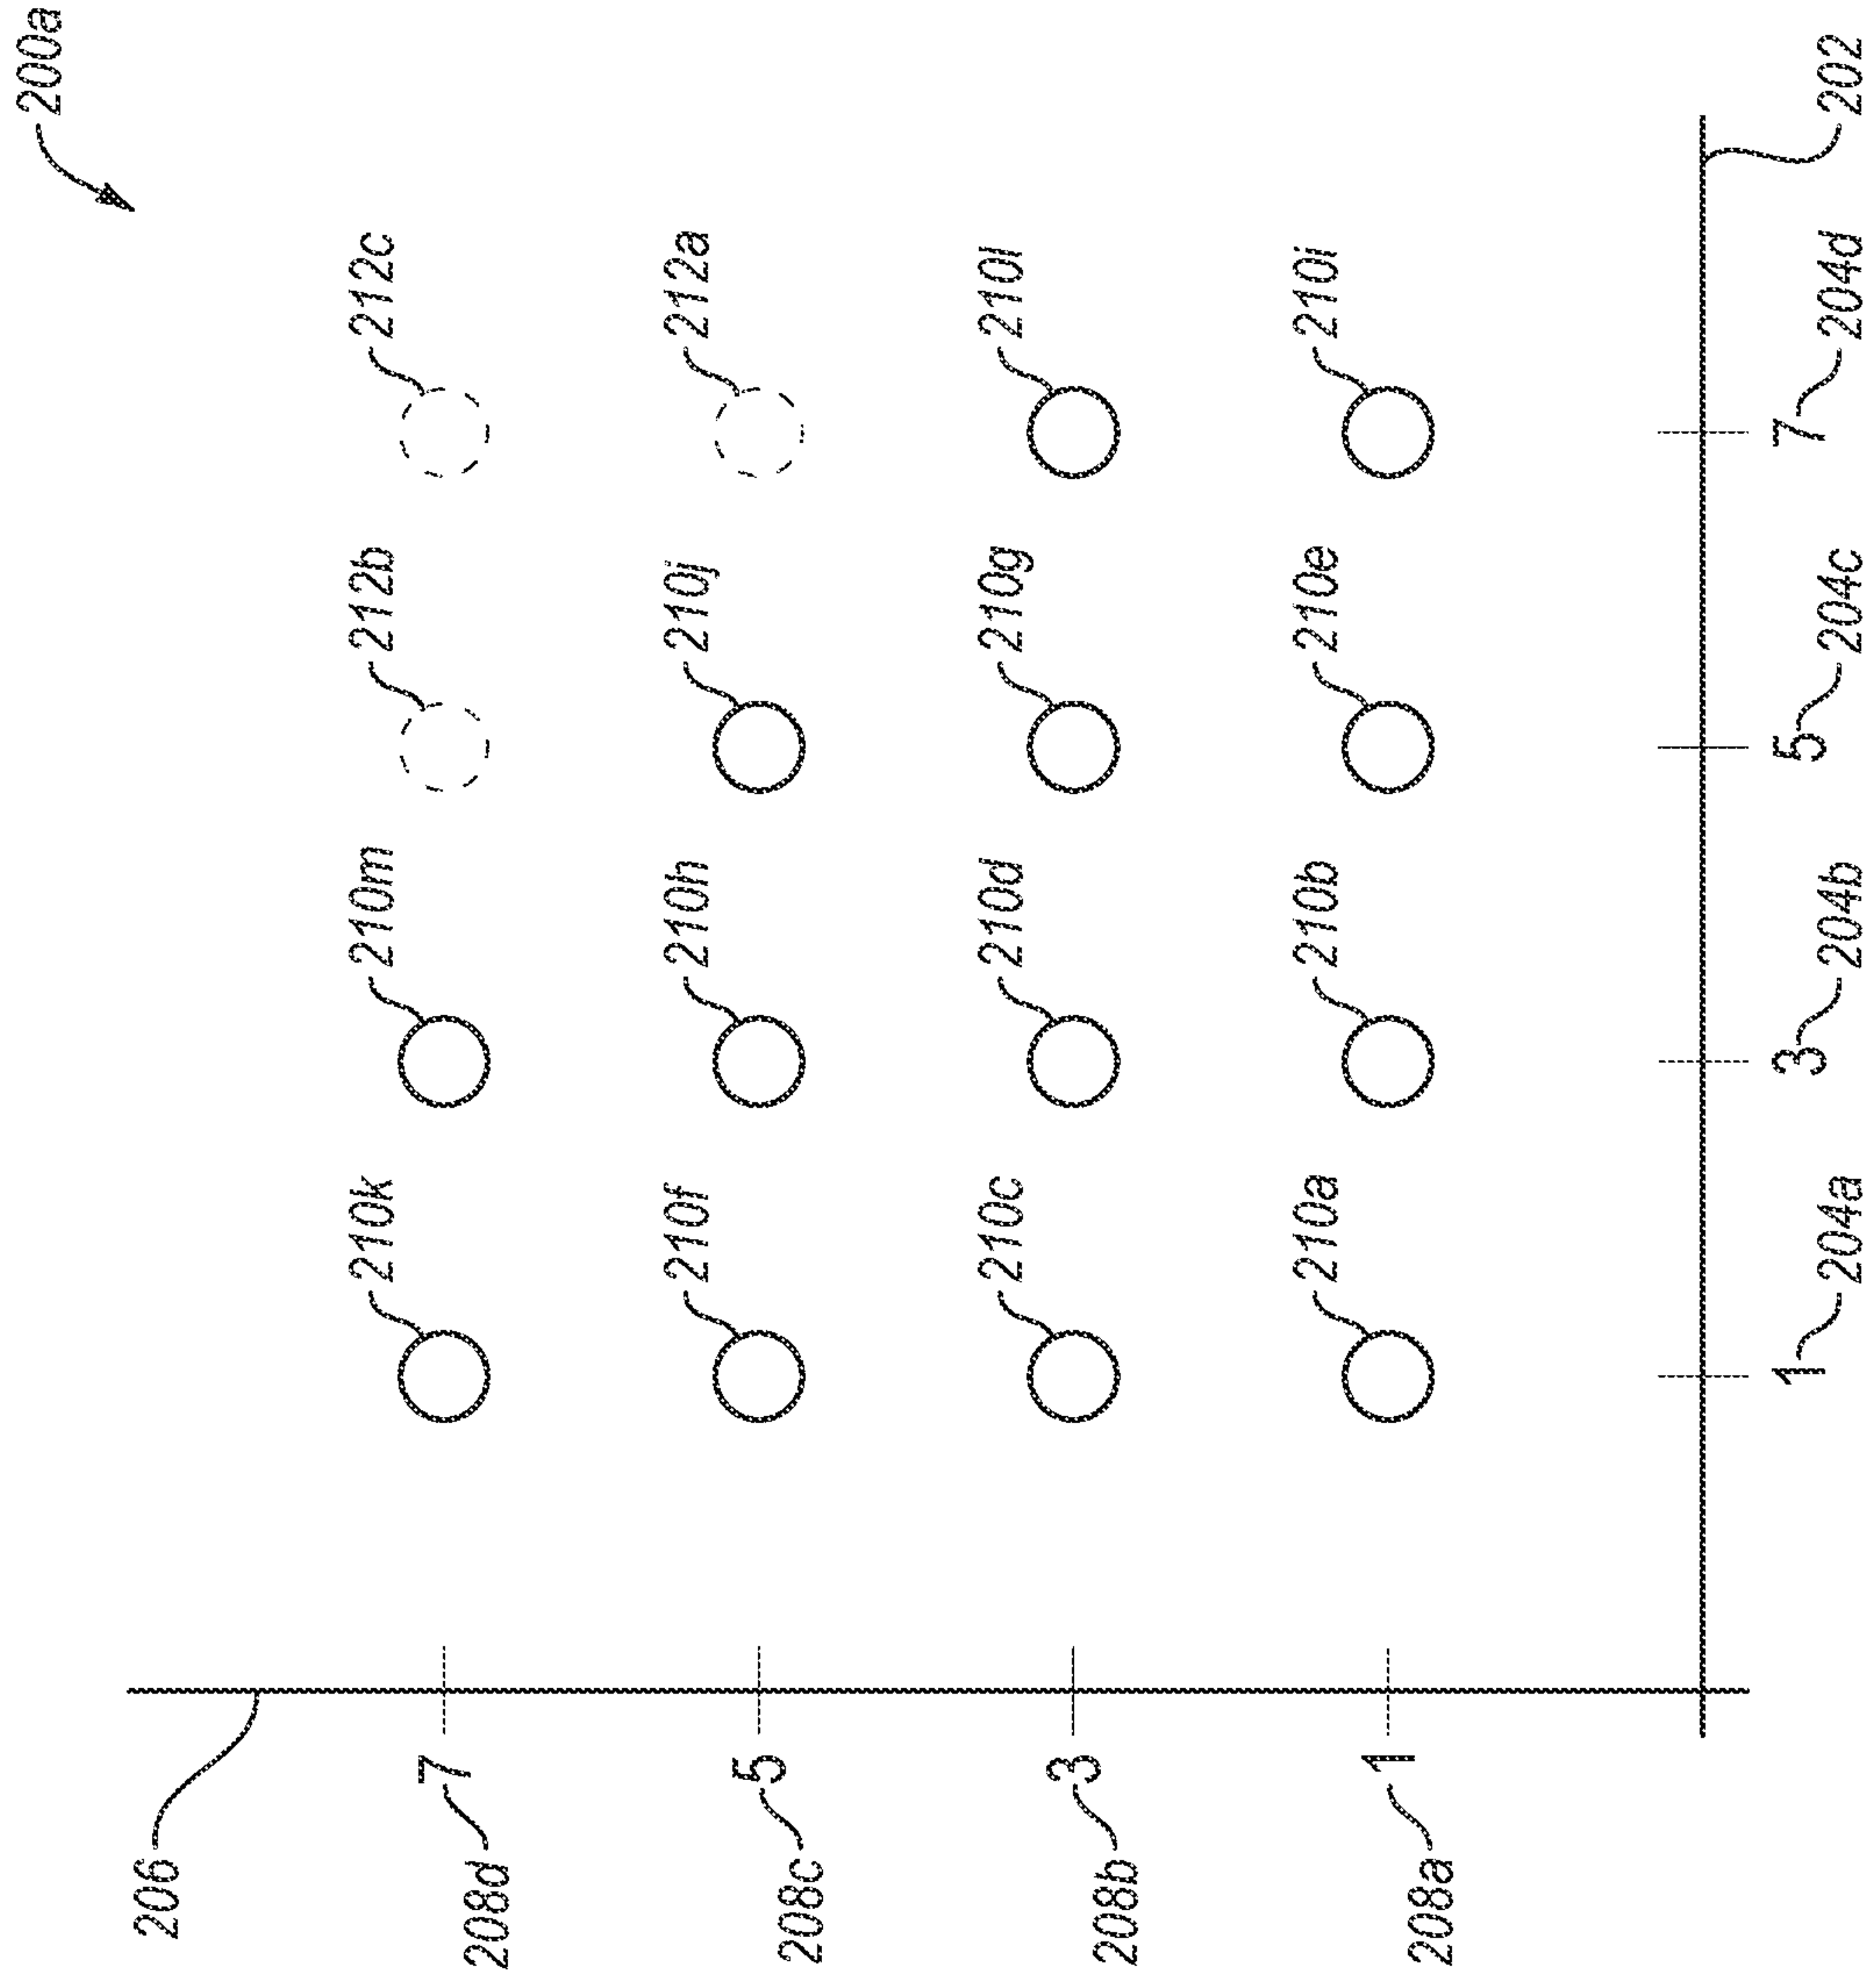 200a
206
210k 210m 212b 212c
7
208d
210f 210h 210j 212a
5
208c
210c 210d 210g 210l
3
208b
210a 210b 210e 210i
1
208a
1 3 5 7
204a 204b 204c 204d 202